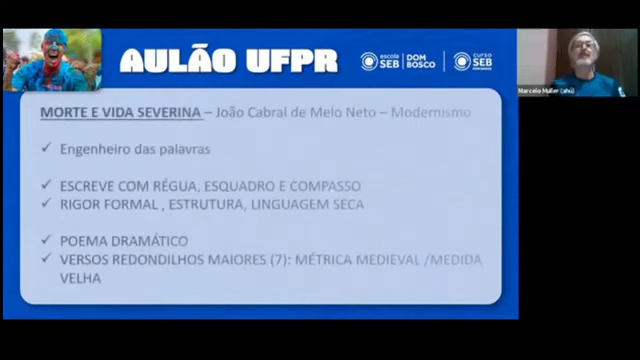 AULÃO UFPR
escola SEB DOM BOSCO
curso SEB
MORTE E VIDA SEVERINA – João Cabral de Melo Neto – Modernismo
Marcelo Muller (ahú)
✓ Engenheiro das palavras
✓ ESCREVE COM RÉGUA, ESQUADRO E COMPASSO
✓ RIGOR FORMAL , ESTRUTURA, LINGUAGEM SECA
✓ POEMA DRAMÁTICO
✓ VERSOS REDONDILHOS MAIORES (7): MÉTRICA MEDIEVAL /MEDIDA
VELHA